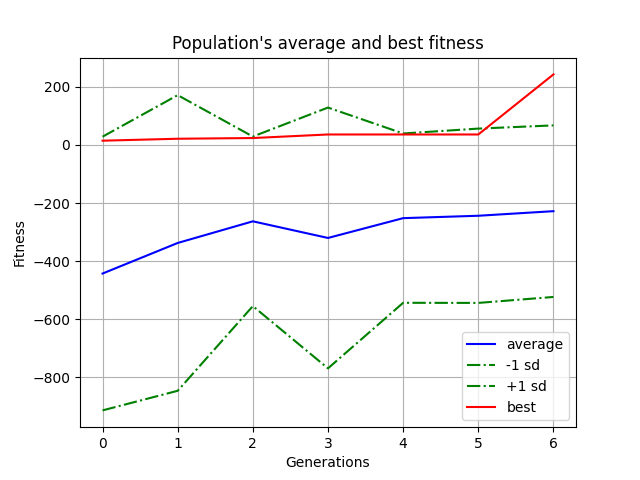 Population's average and best fitness
Fitness
200
0
−200
−400
−600
−800
0 1 2 3 4 5 6
Generations
average
-1 sd
+1 sd
best